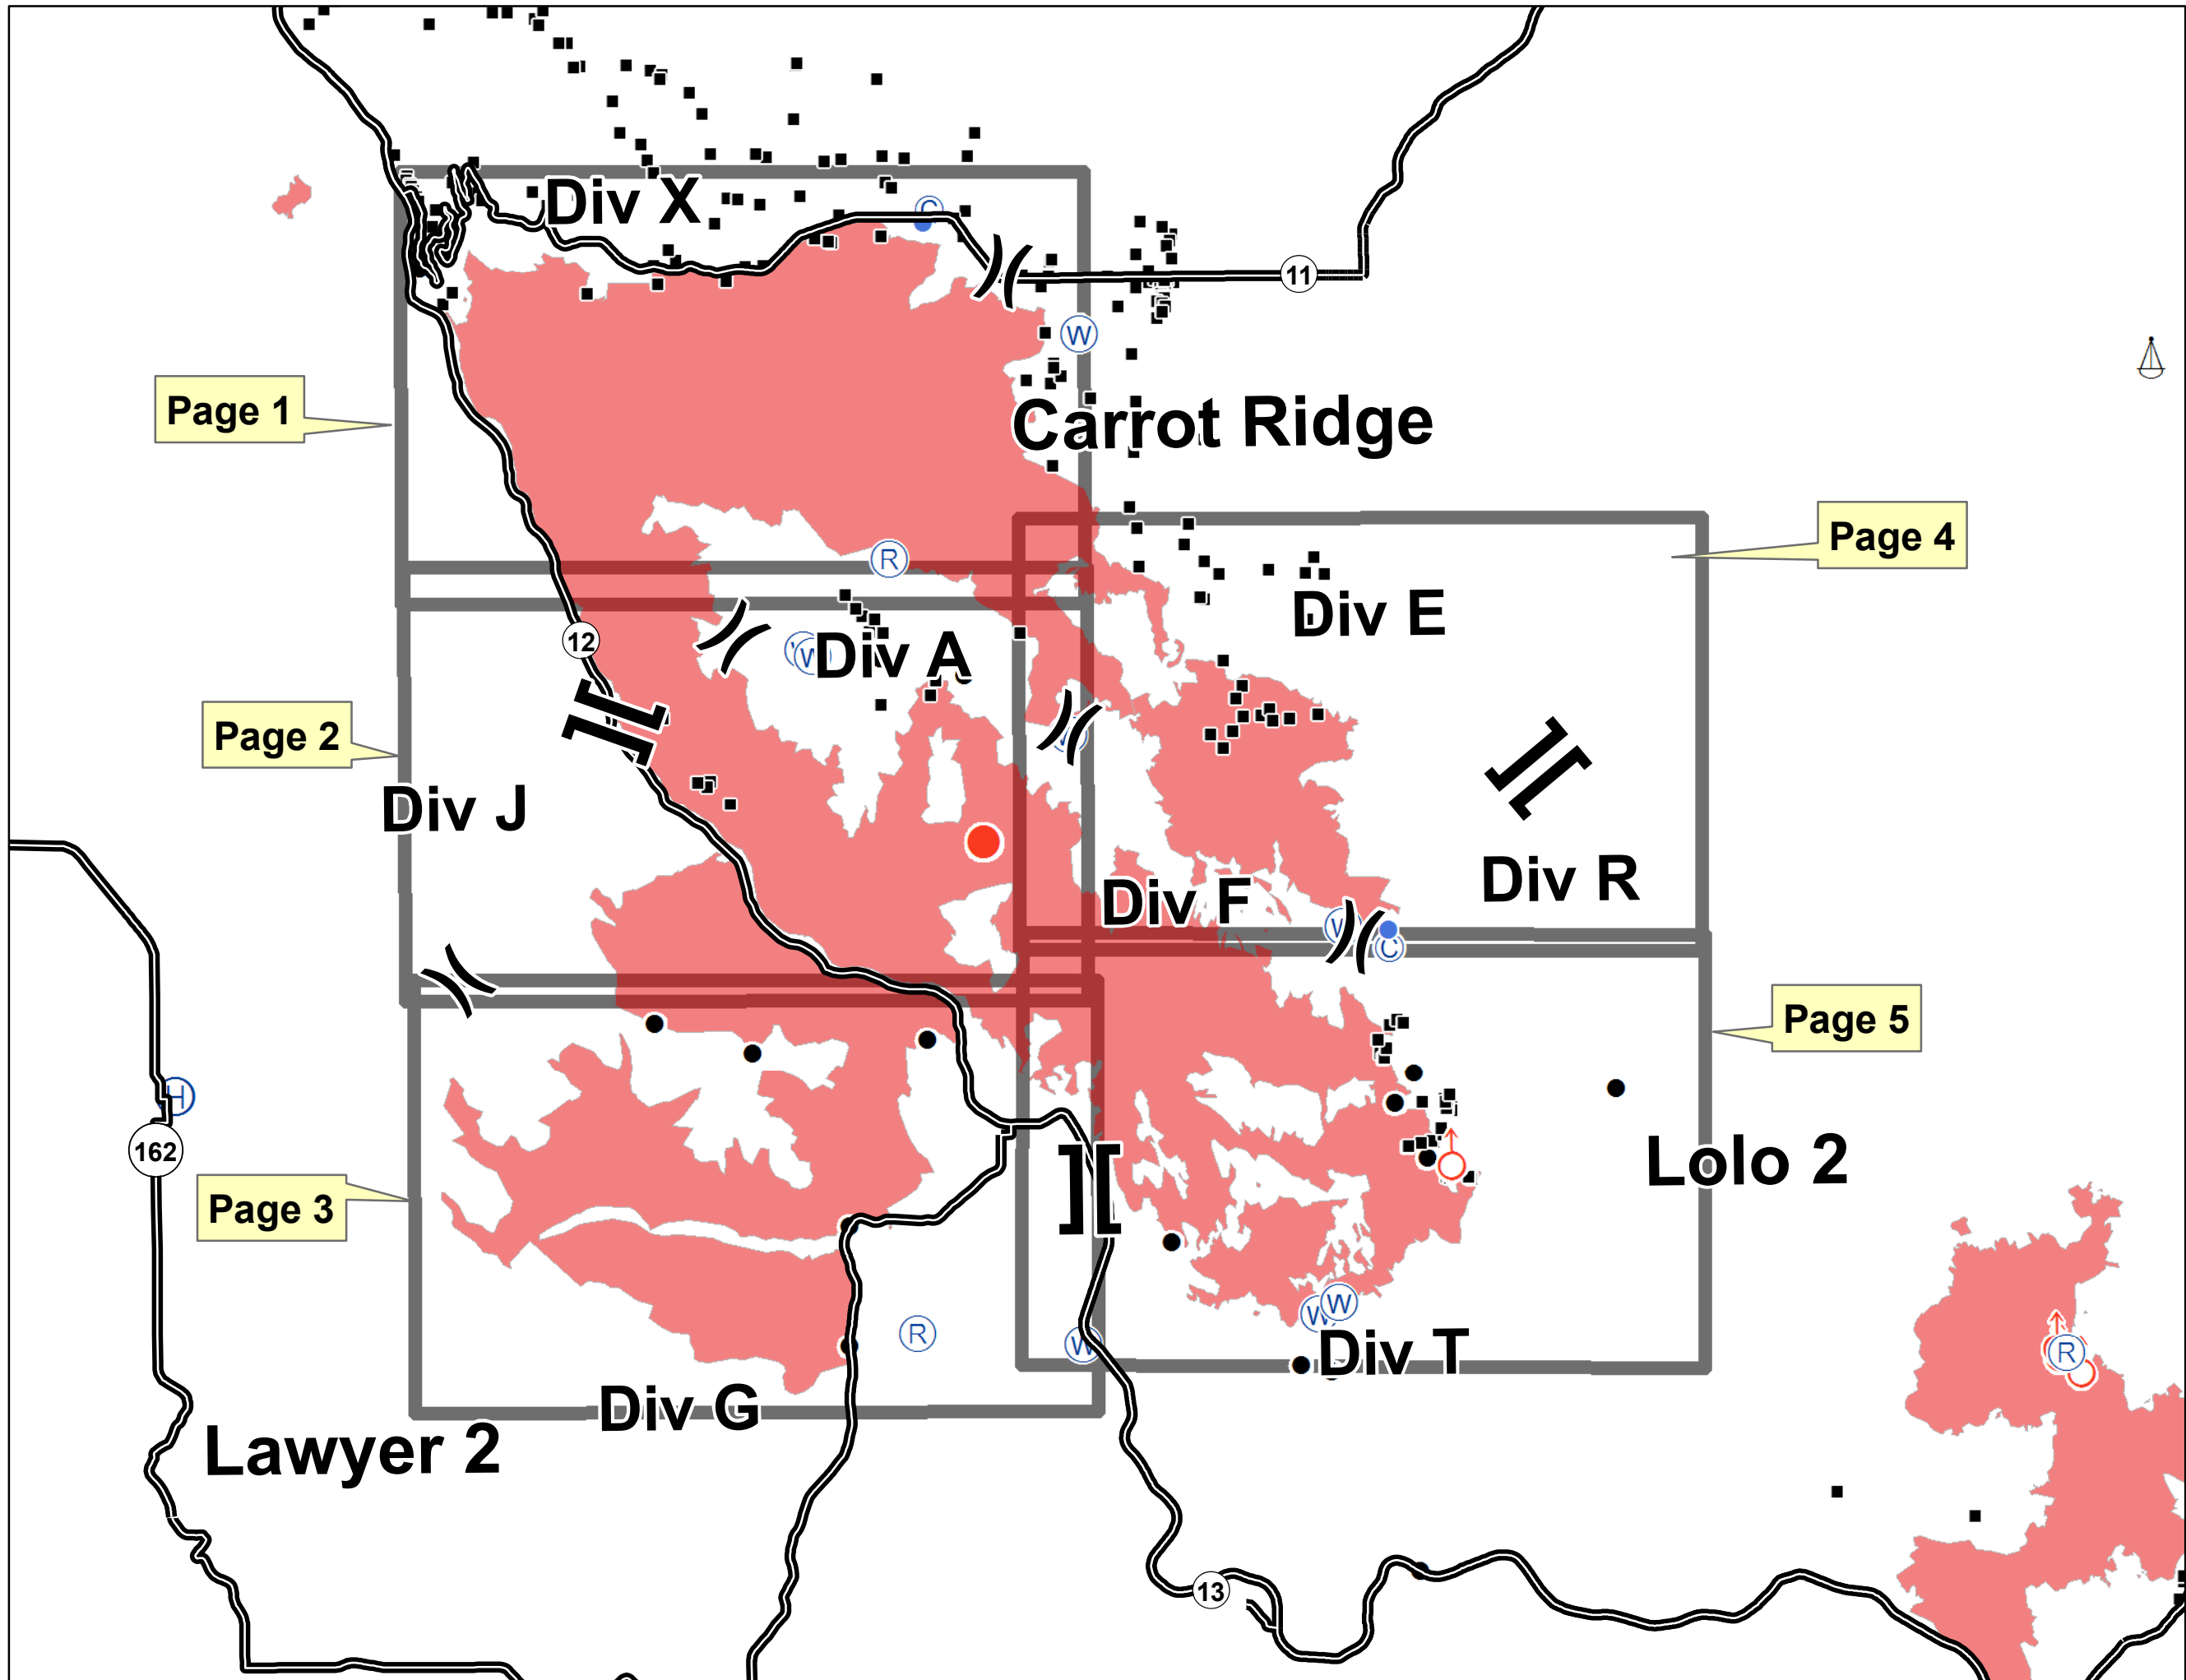 Div X
C
11
W
Page 1
Carrot Ridge
Page 4
R
Div E
12
W
Div A
Page 2
Div J
Div R
Div F
W
C
Page 5
H
162
Lolo 2
Page 3
R
W
W
W
Div T
R
Div G
Lawyer 2
13